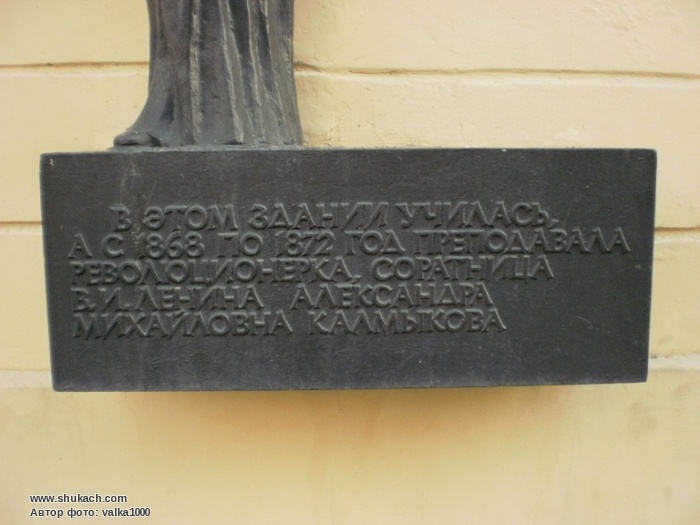 В ЭТОМ ЗДАНИИ УЧИЛАСЬ,
А С 1868 ПО 1872 ГОД ПРЕПОДАВАЛА
РЕВОЛЮЦИОНЕРКА, СОРАТНИЦА
В. И. ЛЕНИНА АЛЕКСАНДРА
МИХАЙЛОВНА КАЛМЫКОВА
www.shukach.com
Автор фото: valka1000